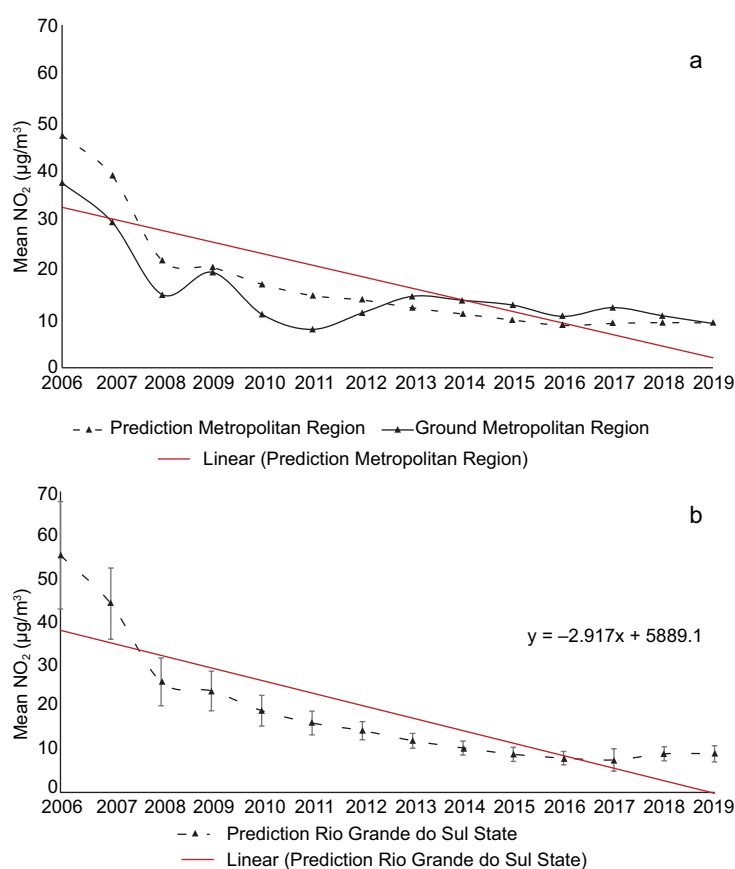 a
Mean NO₂ (µg/m³)
70
60
50
40
30
20
10
0
2006 2007 2008 2009 2010 2011 2012 2013 2014 2015 2016 2017 2018 2019
Prediction Metropolitan Region Ground Metropolitan Region
Linear (Prediction Metropolitan Region)
b
Mean NO₂ (µg/m³)
70
60
50
40
30
20
10
0
y = –2.917x + 5889.1
2006 2007 2008 2009 2010 2011 2012 2013 2014 2015 2016 2017 2018 2019
Prediction Rio Grande do Sul State
Linear (Prediction Rio Grande do Sul State)